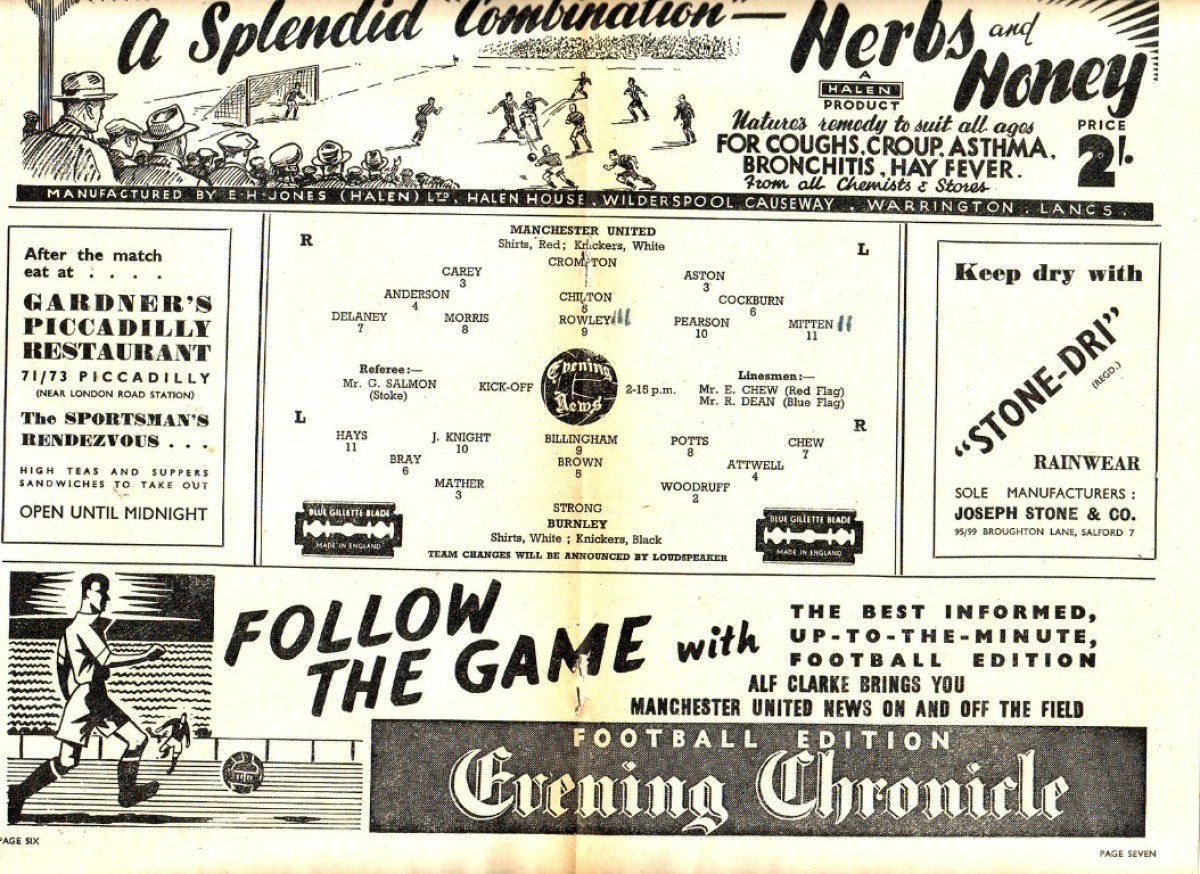 A Splendid "Combination" —
Herbs and Honey
A
HALEN
PRODUCT
Nature's remedy to suit all ages
FOR COUGHS, CROUP, ASTHMA,
BRONCHITIS, HAY FEVER.
From all Chemists & Stores
PRICE
2/-
MANUFACTURED BY E·H·JONES (HALEN) LTD. HALEN HOUSE. WILDERSPOOL CAUSEWAY . WARRINGTON . LANCS.
After the match
eat at . . . .
GARDNER'S
PICCADILLY
RESTAURANT
71/73 PICCADILLY
(NEAR LONDON ROAD STATION)
The SPORTSMAN'S
RENDEZVOUS . . .
HIGH TEAS AND SUPPERS
SANDWICHES TO TAKE OUT
OPEN UNTIL MIDNIGHT
R
MANCHESTER UNITED
L
Shirts, Red; Knickers, White
CROMPTON
CAREY
3
ASTON
3
ANDERSON
4
CHILTON
5
COCKBURN
6
DELANEY
7
MORRIS
8
ROWLEY 111
9
PEARSON
10
MITTEN 11
11
Referee:—
Mr. G. SALMON
(Stoke)
KICK-OFF
Evening
News
2-15 p.m.
Linesmen:—
Mr. E. CHEW (Red Flag)
Mr. R. DEAN (Blue Flag)
L
R
HAYS
11
J. KNIGHT
10
BILLINGHAM
9
POTTS
8
CHEW
7
BRAY
6
BROWN
5
ATTWELL
4
MATHER
3
WOODRUFF
2
STRONG
BURNLEY
Shirts, White ; Knickers, Black
TEAM CHANGES WILL BE ANNOUNCED BY LOUDSPEAKER
BLUE GILLETTE BLADE
MADE IN ENGLAND
BLUE GILLETTE BLADE
MADE IN ENGLAND
Keep dry with
"STONE-DRI"
(REGD.)
RAINWEAR
SOLE MANUFACTURERS :
JOSEPH STONE & CO.
95/99 BROUGHTON LANE, SALFORD 7
FOLLOW
THE GAME with
THE BEST INFORMED,
UP-TO-THE-MINUTE,
FOOTBALL EDITION
ALF CLARKE BRINGS YOU
MANCHESTER UNITED NEWS ON AND OFF THE FIELD
FOOTBALL EDITION
Evening Chronicle
PAGE SIX
PAGE SEVEN